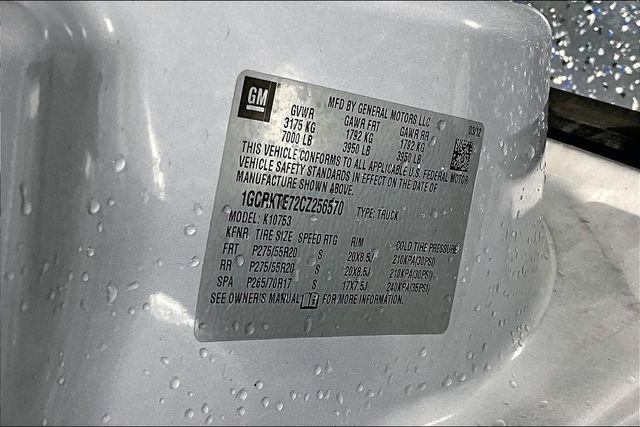 GM
MFD BY GENERAL MOTORS LLC
03/12
GVWR GAWR FRT GAWR RR
3175 KG 1792 KG 1792 KG
7000 LB 3950 LB 3950 LB
THIS VEHICLE CONFORMS TO ALL APPLICABLE U.S. FEDERAL MOTOR
VEHICLE SAFETY STANDARDS IN EFFECT ON THE DATE OF
MANUFACTURE SHOWN ABOVE.
1GCRKTE72CZ256570 TYPE: TRUCK
MODEL: K10753
KFNR TIRE SIZE SPEED RTG RIM COLD TIRE PRESSURE
FRT P275/55R20 S 20X8.5J 210KPA(30PSI)
RR P275/55R20 S 20X8.5J 210KPA(30PSI)
SPA P265/70R17 S 17X7.5J 240KPA(35PSI)
SEE OWNER'S MANUAL FOR MORE INFORMATION.